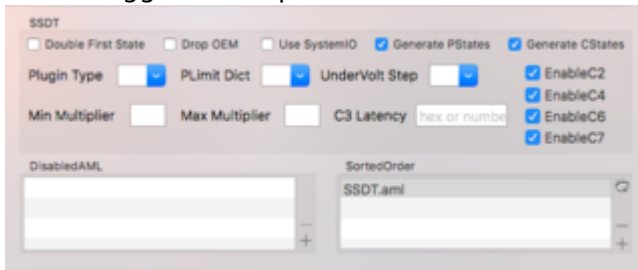 SSDT
Double First State Drop OEM Use SystemIO Generate PStates Generate CStates
Plugin Type PLimit Dict UnderVolt Step EnableC2
EnableC4
Min Multiplier Max Multiplier C3 Latency hex or numbe EnableC6
EnableC7
DisabledAML SortedOrder
SSDT.aml